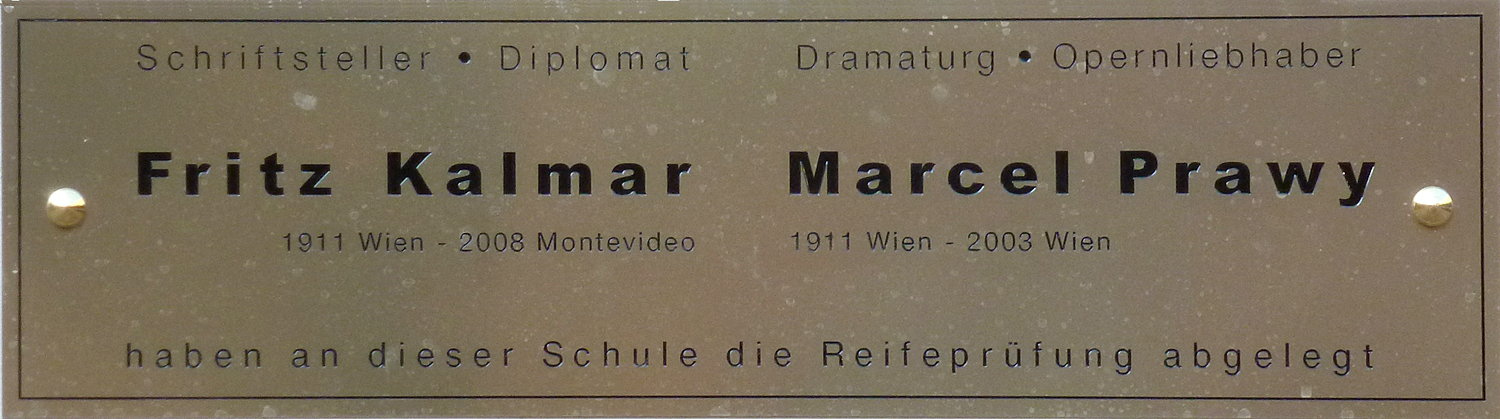 Schriftsteller • Diplomat Dramaturg • Opernliebhaber
Fritz Kalmar Marcel Prawy
1911 Wien - 2008 Montevideo 1911 Wien - 2003 Wien
haben an dieser Schule die Reifeprüfung abgelegt